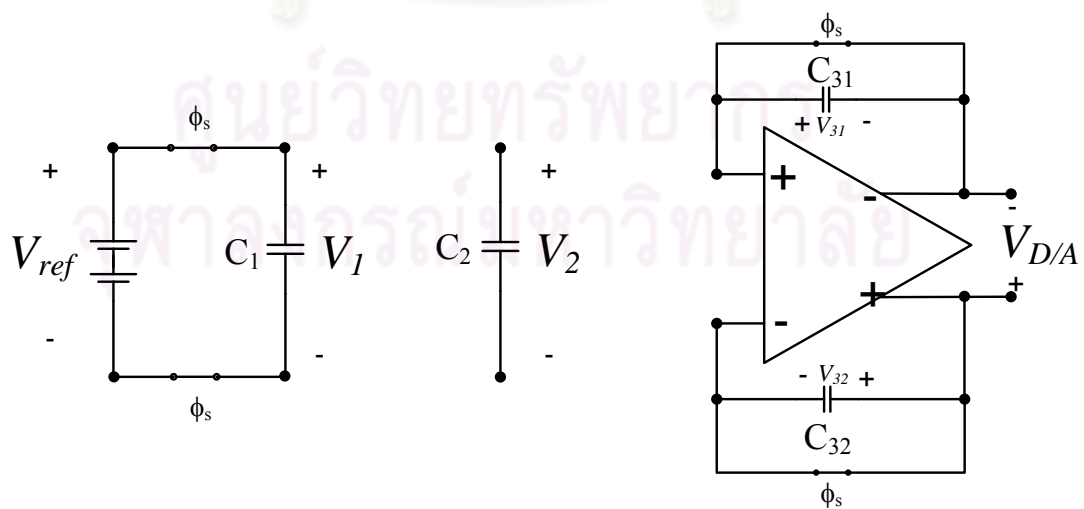 ϕs
C31
+ V31 -
ศูนย์วิทยทรัพยากร
จุฬาลงกรณ์มหาวิทยาลัย
ϕs
+
+
+
Vref
C1
V1
C2
V2
-
-
-
ϕs
+
-
-
VD/A
+
+
-
- V32 +
C32
ϕs